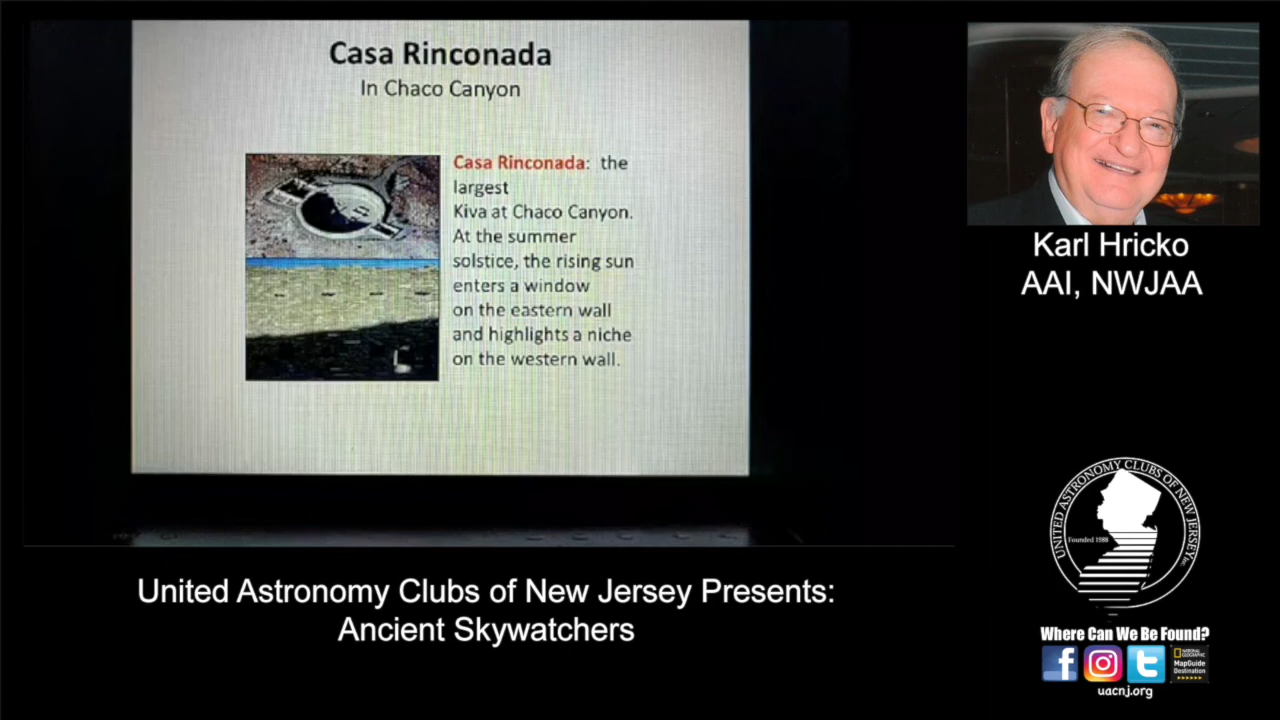 Casa Rinconada
In Chaco Canyon
Casa Rinconada: the
largest
Kiva at Chaco Canyon.
At the summer
solstice, the rising sun
enters a window
on the eastern wall
and highlights a niche
on the western wall.
Karl Hricko
AAI, NWJAA
United Astronomy Clubs of New Jersey Presents:
Ancient Skywatchers
UNITED ASTRONOMY CLUBS OF NEW JERSEY Inc.
Founded 1988
Where Can We Be Found?
NATIONAL
GEOGRAPHIC
MapGuide
Destination
uacnj.org